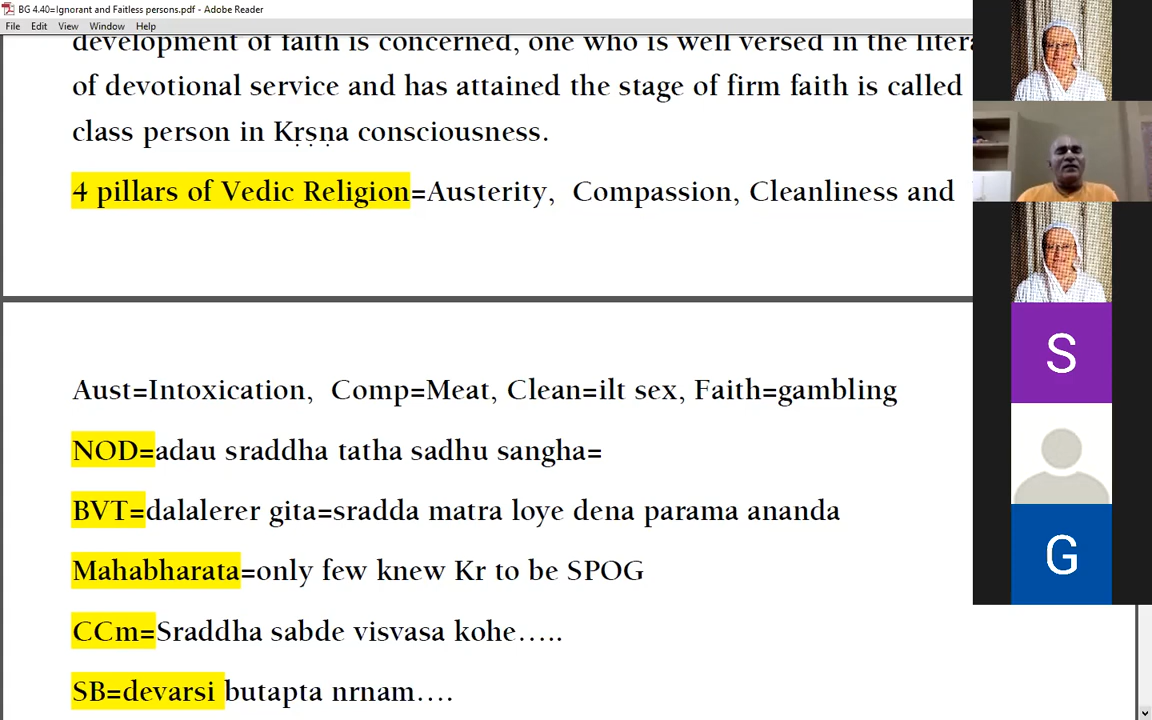 BG 4.40=Ignorant and Faitless persons.pdf - Adobe Reader
File Edit View Window Help
development of faith is concerned, one who is well versed in the
of devotional service and has attained the stage of firm faith is called
class person in Kṛṣṇa consciousness.
4 pillars of Vedic Religion=Austerity, Compassion, Cleanliness and
Aust=Intoxication, Comp=Meat, Clean=ilt sex, Faith=gambling
NOD=adau sraddha tatha sadhu sangha=
BVT=dalalerer gita=sradda matra loye dena parama ananda
Mahabharata=only few knew Kr to be SPOG
CCm=Sraddha sabde visvasa kohe.....
SB=devarsi butapta nrnam....
S
G